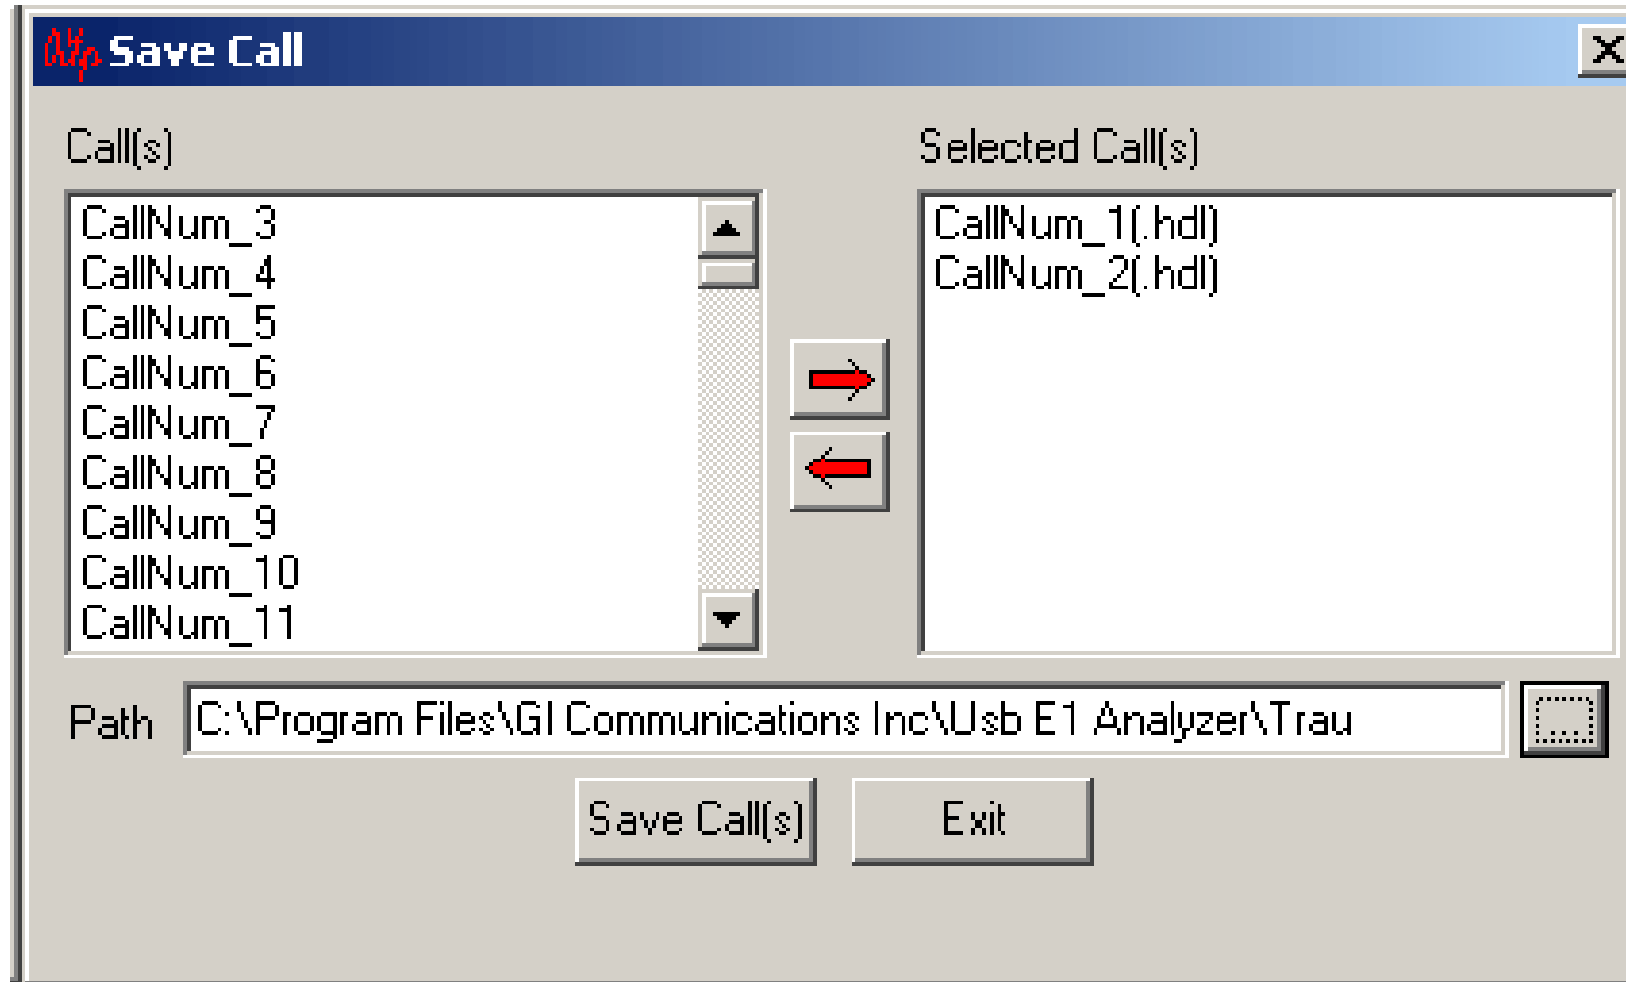 Save Call
Call(s)
Selected Call(s)
CallNum_3
CallNum_4
CallNum_5
CallNum_6
CallNum_7
CallNum_8
CallNum_9
CallNum_10
CallNum_11
CallNum_1(.hdl)
CallNum_2(.hdl)
Path
C:\Program Files\Gl Communications Inc\Usb E1 Analyzer\Trau
...
Save Call(s)
Exit